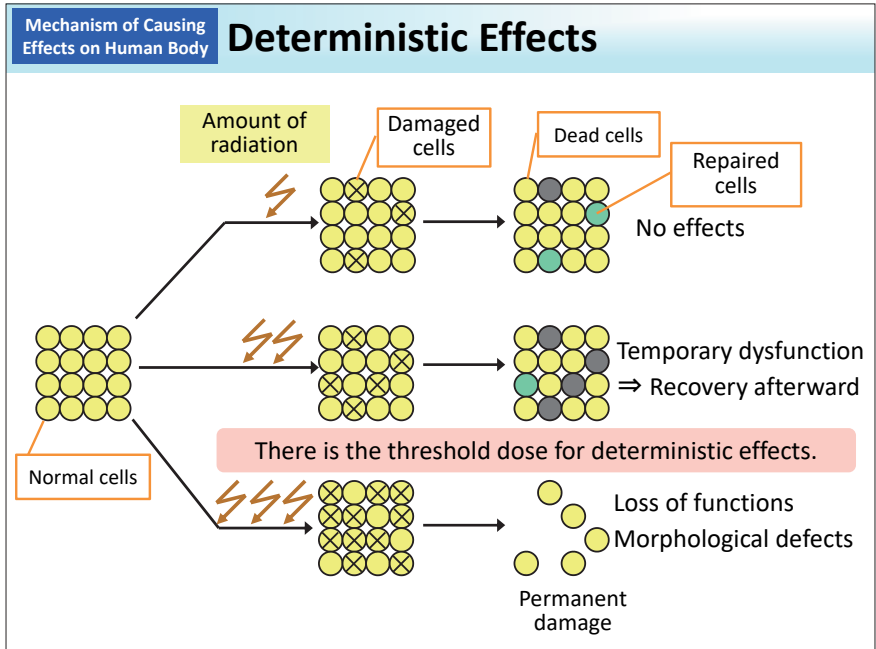 Mechanism of Causing
Effects on Human Body
Deterministic Effects
Amount of
radiation
Damaged
cells
Dead cells
Repaired
cells
No effects
Temporary dysfunction
⇒ Recovery afterward
There is the threshold dose for deterministic effects.
Normal cells
Loss of functions
Morphological defects
Permanent
damage